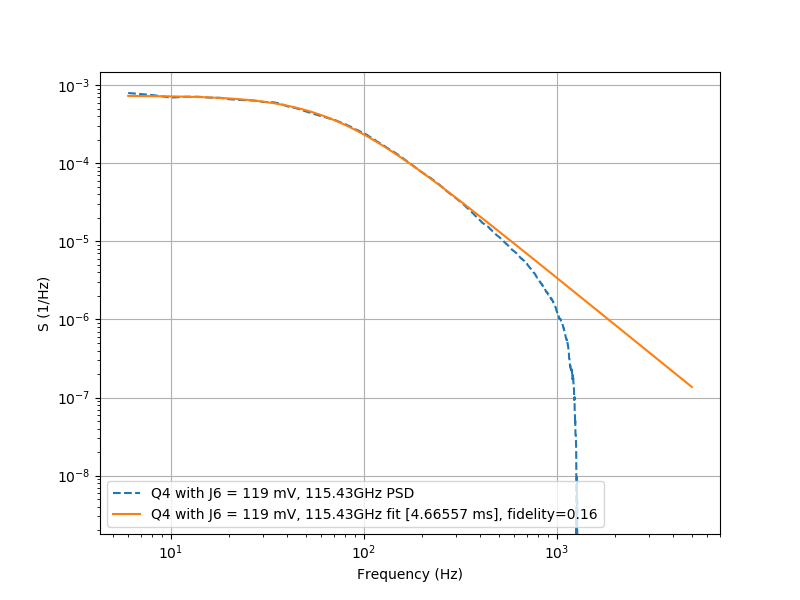 10⁻³
10⁻⁴
10⁻⁵
10⁻⁶
10⁻⁷
10⁻⁸
S (1/Hz)
Q4 with J6 = 119 mV, 115.43GHz PSD
Q4 with J6 = 119 mV, 115.43GHz fit [4.66557 ms], fidelity=0.16
10¹ 10² 10³
Frequency (Hz)